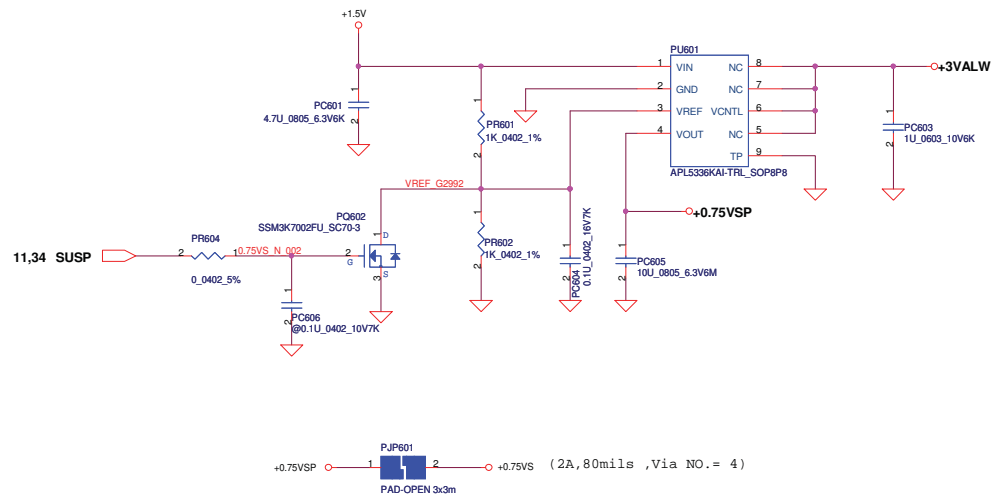 +1.5V
PU601
1 VIN NC 8 +3VALW
2 GND NC 7
3 VREF VCNTL 6
4 VOUT NC 5
TP 9
APL5336KAI-TRL_SOP8P8
1
PC601
2
4.7U_0805_6.3V6K
1
PR601
1K_0402_1%
2
1
PC603
2
1U_0603_10V6K
VREF_G2992
+0.75VSP
PQ602
SSM3K7002FU_SC70-3
1 D
2 G
S
3
11,34 SUSP
PR604
2 1
0_0402_5%
0.75VS_N_002
1
PR602
1K_0402_1%
2
1
2
PC604
0.1U_0402_16V7K
1
PC605
2
10U_0805_6.3V6M
1
PC606
2
@0.1U_0402_10V7K
PJP601
+0.75VSP 1 2 +0.75VS (2A,80mils ,Via NO.= 4)
PAD-OPEN 3x3m